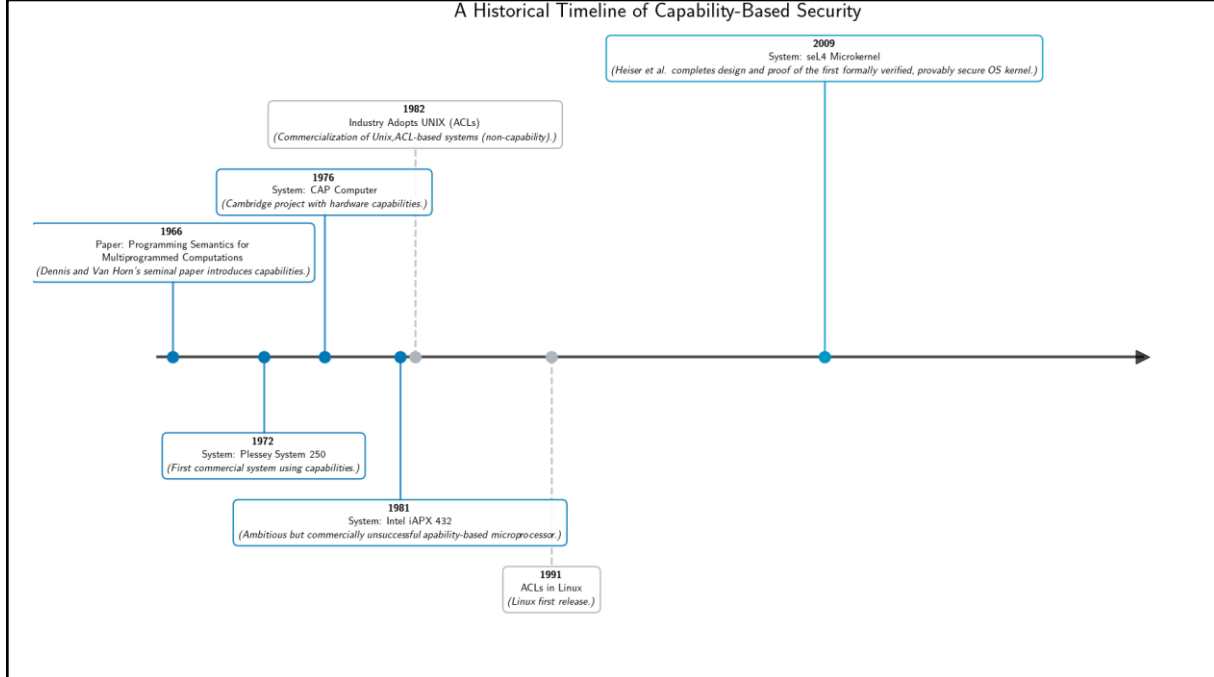 A Historical Timeline of Capability-Based Security
2009
System: seL4 Microkernel
(Heiser et al. completes design and proof of the first formally verified, provably secure OS kernel.)
1982
Industry Adopts UNIX (ACLs)
(Commercialization of Unix,ACL-based systems (non-capability).)
1976
System: CAP Computer
(Cambridge project with hardware capabilities.)
1966
Paper: Programming Semantics for
Multiprogrammed Computations
(Dennis and Van Horn's seminal paper introduces capabilities.)
1972
System: Plessey System 250
(First commercial system using capabilities.)
1981
System: Intel iAPX 432
(Ambitious but commercially unsuccessful apability-based microprocessor.)
1991
ACLs in Linux
(Linux first release.)